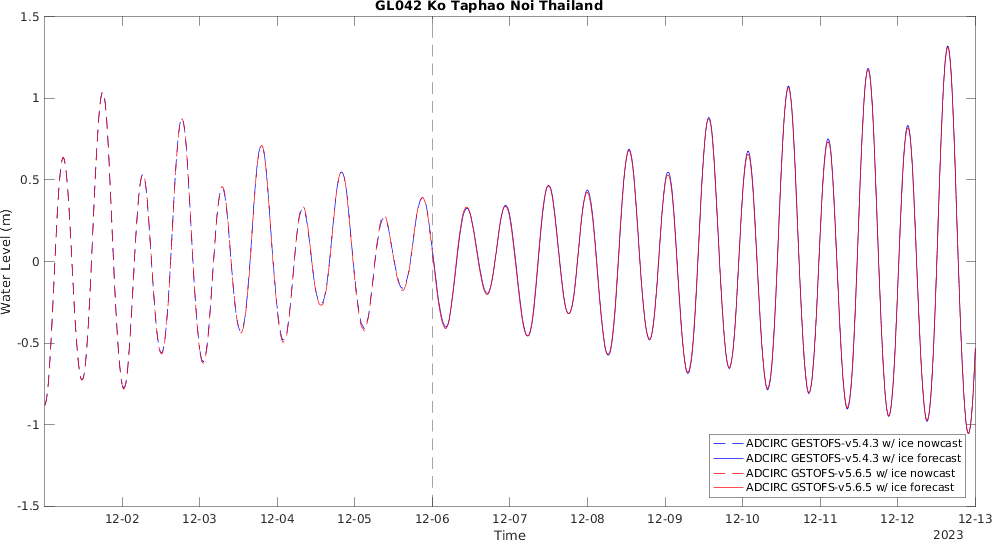 GL042 Ko Taphao Noi Thailand
1.5
1
0.5
0
-0.5
-1
-1.5
Water Level (m)
12-02 12-03 12-04 12-05 12-06 12-07 12-08 12-09 12-10 12-11 12-12 12-13
Time
2023
ADCIRC GESTOFS-v5.4.3 w/ ice nowcast
ADCIRC GESTOFS-v5.4.3 w/ ice forecast
ADCIRC GSTOFS-v5.6.5 w/ ice nowcast
ADCIRC GSTOFS-v5.6.5 w/ ice forecast